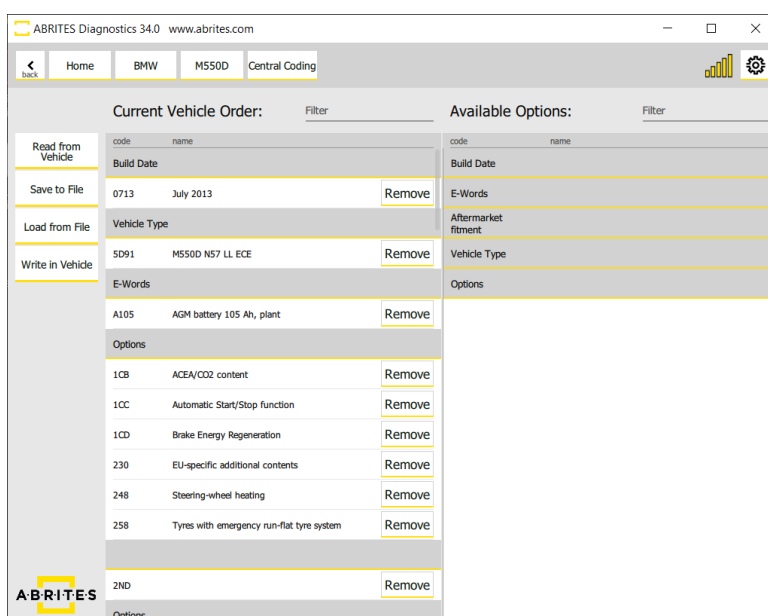 ABRITES Diagnostics 34.0 www.abrites.com
back
Home
BMW
M550D
Central Coding
Current Vehicle Order:
Filter
Available Options:
Filter
Read from
Vehicle
Save to File
Load from File
Write in Vehicle
code name
Build Date
0713 July 2013 Remove
Vehicle Type
5D91 M550D N57 LL ECE Remove
E-Words
A105 AGM battery 105 Ah, plant Remove
Options
1CB ACEA/CO2 content Remove
1CC Automatic Start/Stop function Remove
1CD Brake Energy Regeneration Remove
230 EU-specific additional contents Remove
248 Steering-wheel heating Remove
258 Tyres with emergency run-flat tyre system Remove
2ND Remove
Options
code name
Build Date
E-Words
Aftermarket
fitment
Vehicle Type
Options
A·B·R·I·T·E·S